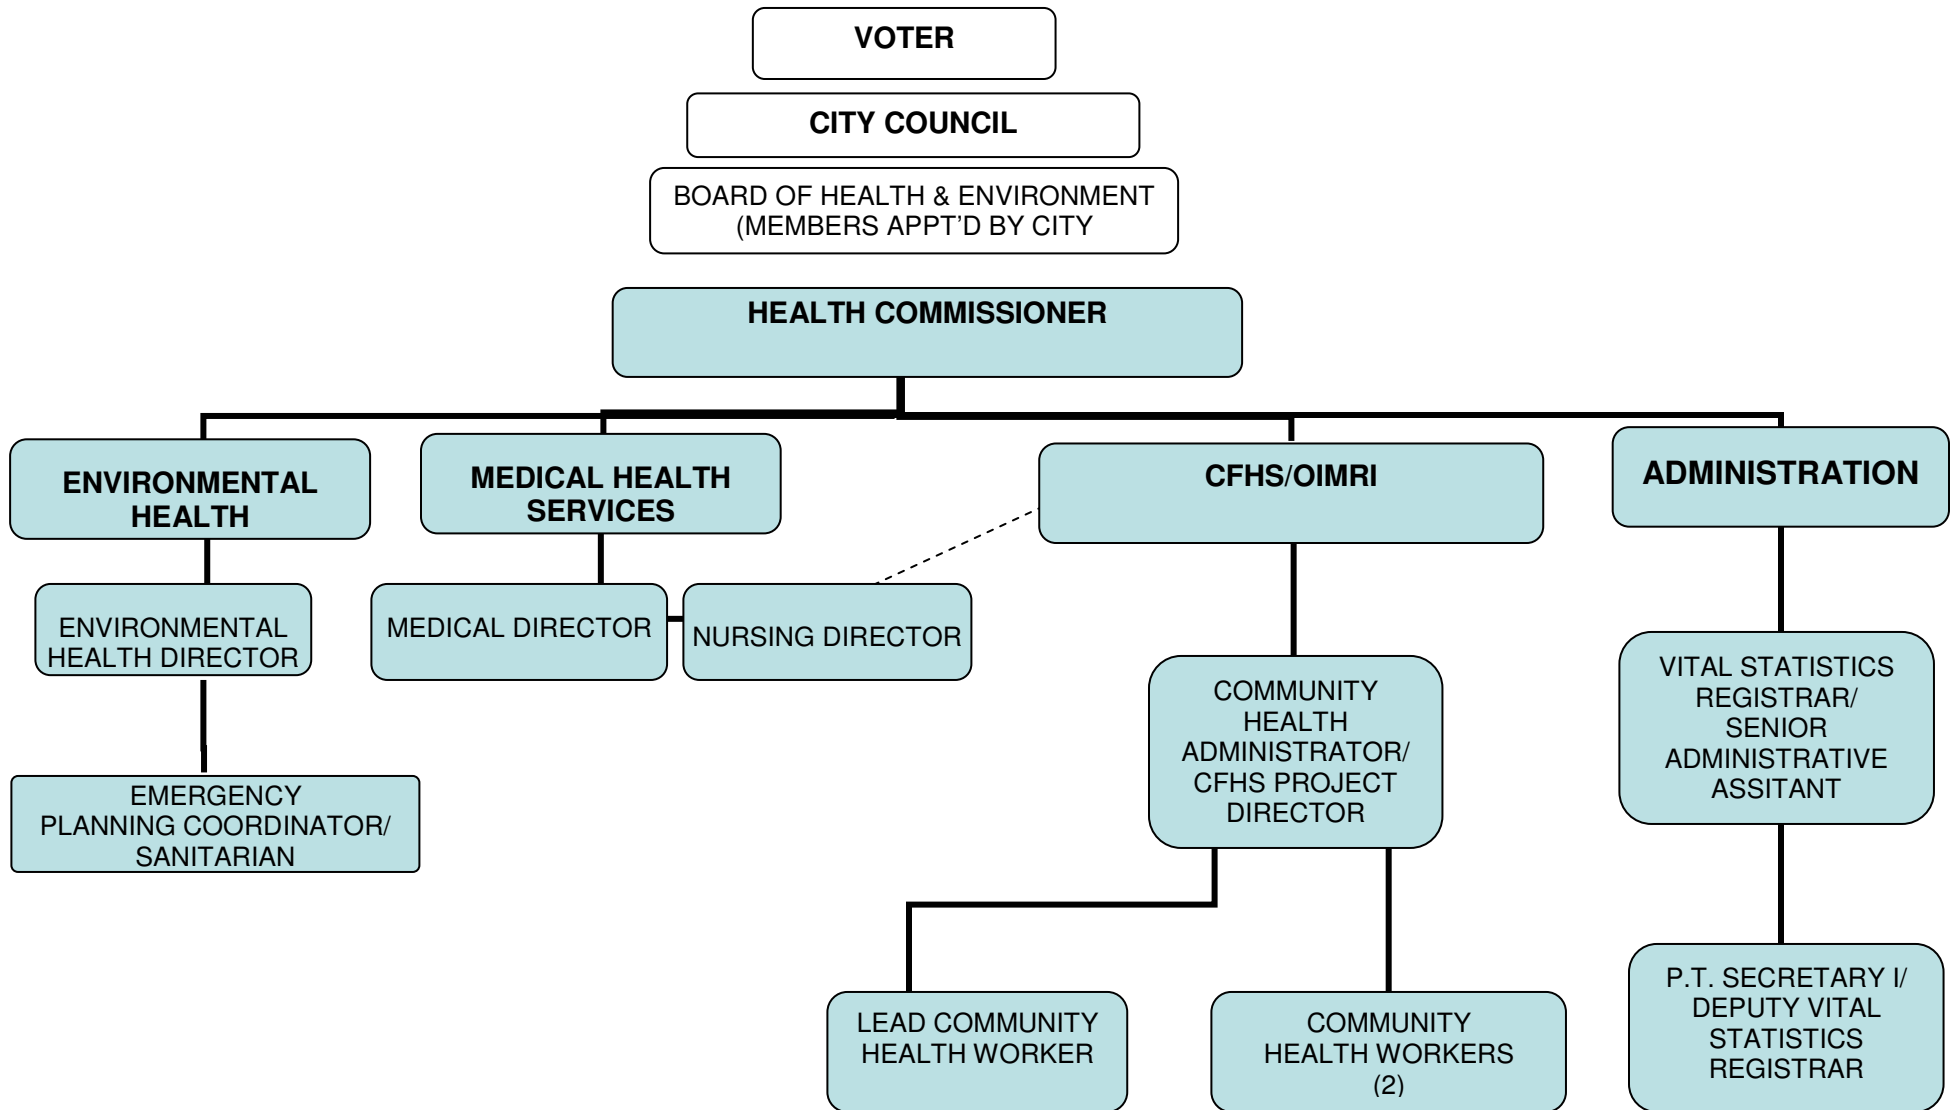 VOTER
CITY COUNCIL
BOARD OF HEALTH & ENVIRONMENT
(MEMBERS APPT’D BY CITY
HEALTH COMMISSIONER
ENVIRONMENTAL
HEALTH
MEDICAL HEALTH
SERVICES
CFHS/OIMRI
ADMINISTRATION
ENVIRONMENTAL
HEALTH DIRECTOR
MEDICAL DIRECTOR
NURSING DIRECTOR
COMMUNITY
HEALTH
ADMINISTRATOR/
CFHS PROJECT
DIRECTOR
VITAL STATISTICS
REGISTRAR/
SENIOR
ADMINISTRATIVE
ASSITANT
EMERGENCY
PLANNING COORDINATOR/
SANITARIAN
LEAD COMMUNITY
HEALTH WORKER
COMMUNITY
HEALTH WORKERS
(2)
P.T. SECRETARY I/
DEPUTY VITAL
STATISTICS
REGISTRAR